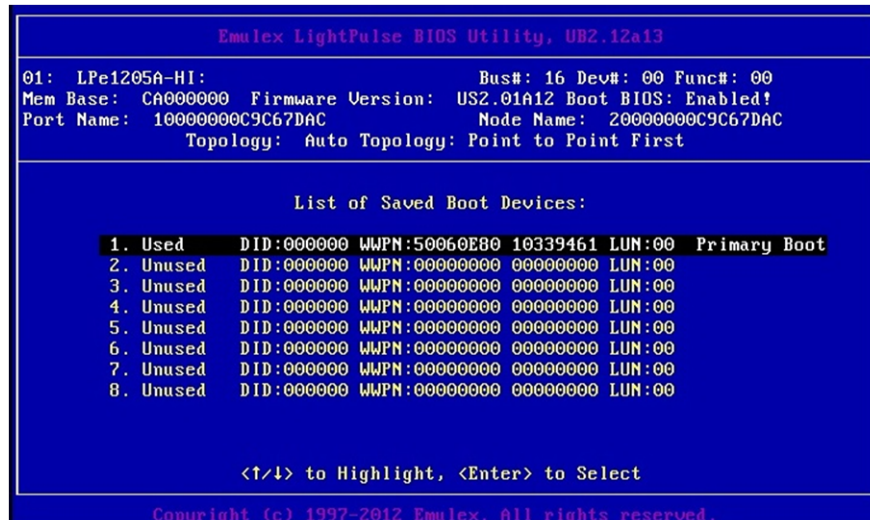 Emulex LightPulse BIOS Utility, UB2.12a13
01: LPe1205A-HI: Bus#: 16 Dev#: 00 Func#: 00
Mem Base: CA000000 Firmware Version: US2.01A12 Boot BIOS: Enabled!
Port Name: 10000000C9C67DAC Node Name: 20000000C9C67DAC
Topology: Auto Topology: Point to Point First
List of Saved Boot Devices:
1. Used DID:000000 WWPN:50060E80 10339461 LUN:00 Primary Boot
2. Unused DID:000000 WWPN:00000000 00000000 LUN:00
3. Unused DID:000000 WWPN:00000000 00000000 LUN:00
4. Unused DID:000000 WWPN:00000000 00000000 LUN:00
5. Unused DID:000000 WWPN:00000000 00000000 LUN:00
6. Unused DID:000000 WWPN:00000000 00000000 LUN:00
7. Unused DID:000000 WWPN:00000000 00000000 LUN:00
8. Unused DID:000000 WWPN:00000000 00000000 LUN:00
<↑/↓> to Highlight, <Enter> to Select
Copyright (c) 1997-2012 Emulex. All rights reserved.